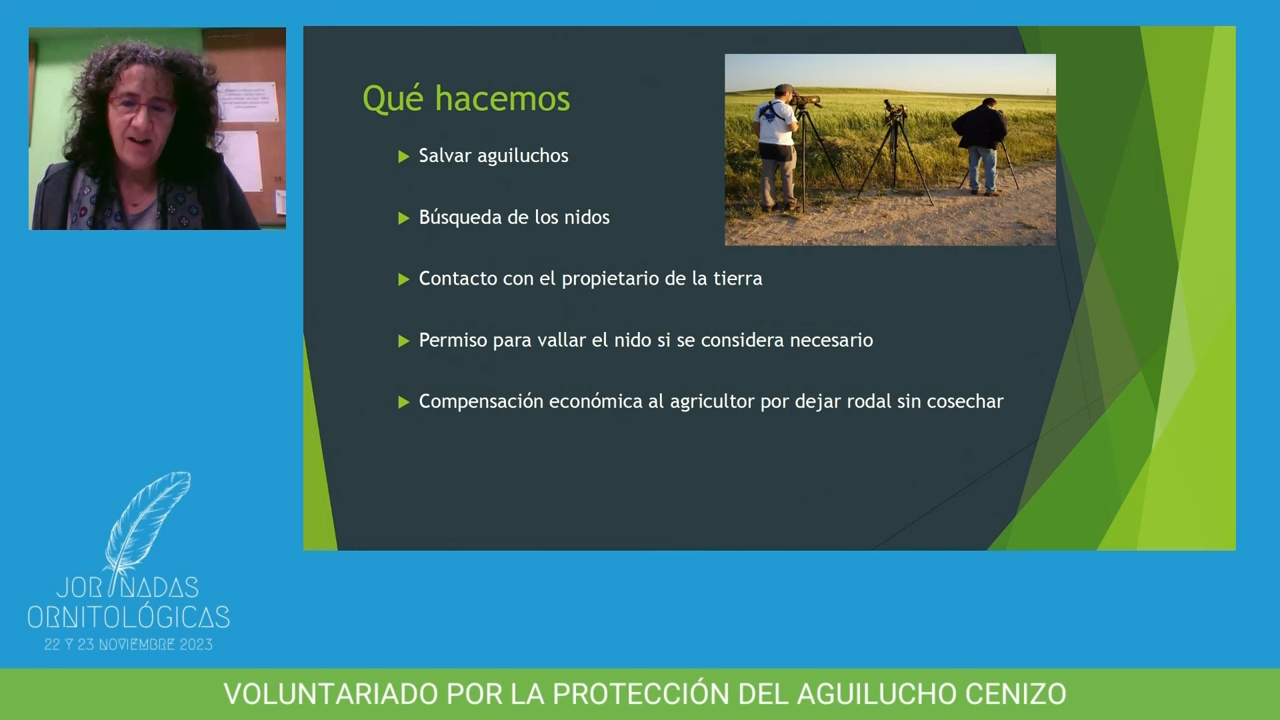 Qué hacemos
Salvar aguiluchos
Búsqueda de los nidos
Contacto con el propietario de la tierra
Permiso para vallar el nido si se considera necesario
Compensación económica al agricultor por dejar rodal sin cosechar
JORNADAS
ORNITOLÓGICAS
22 Y 23 NOVIEMBRE 2023
VOLUNTARIADO POR LA PROTECCIÓN DEL AGUILUCHO CENIZO